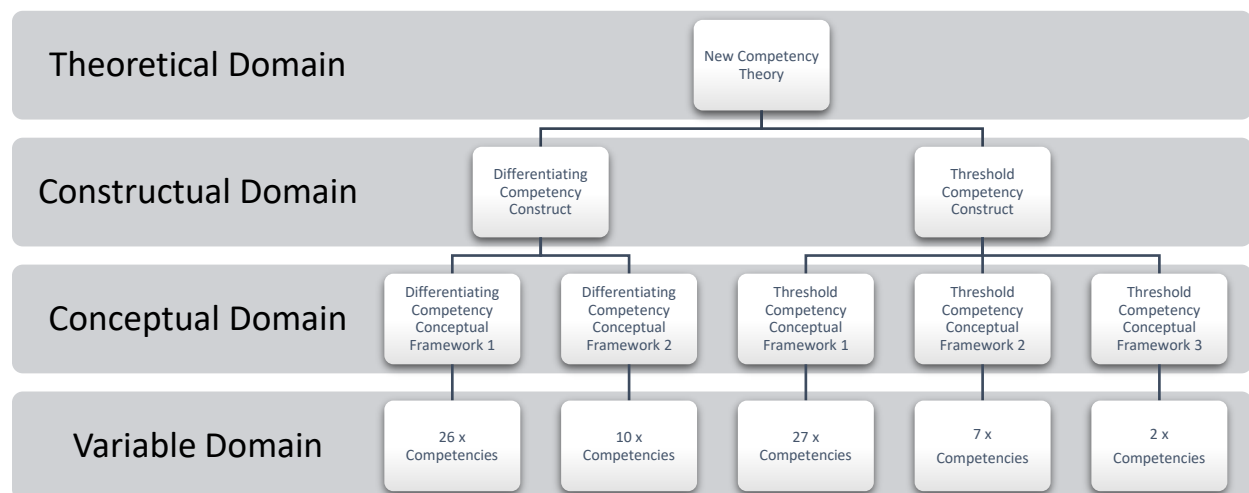 Theoretical Domain
New Competency
Theory
Constructual Domain
Differentiating
Competency
Construct
Threshold
Competency
Construct
Conceptual Domain
Differentiating
Competency
Conceptual
Framework 1
Differentiating
Competency
Conceptual
Framework 2
Threshold
Competency
Conceptual
Framework 1
Threshold
Competency
Conceptual
Framework 2
Threshold
Competency
Conceptual
Framework 3
Variable Domain
26 x
Competencies
10 x
Competencies
27 x
Competencies
7 x
Competencies
2 x
Competencies